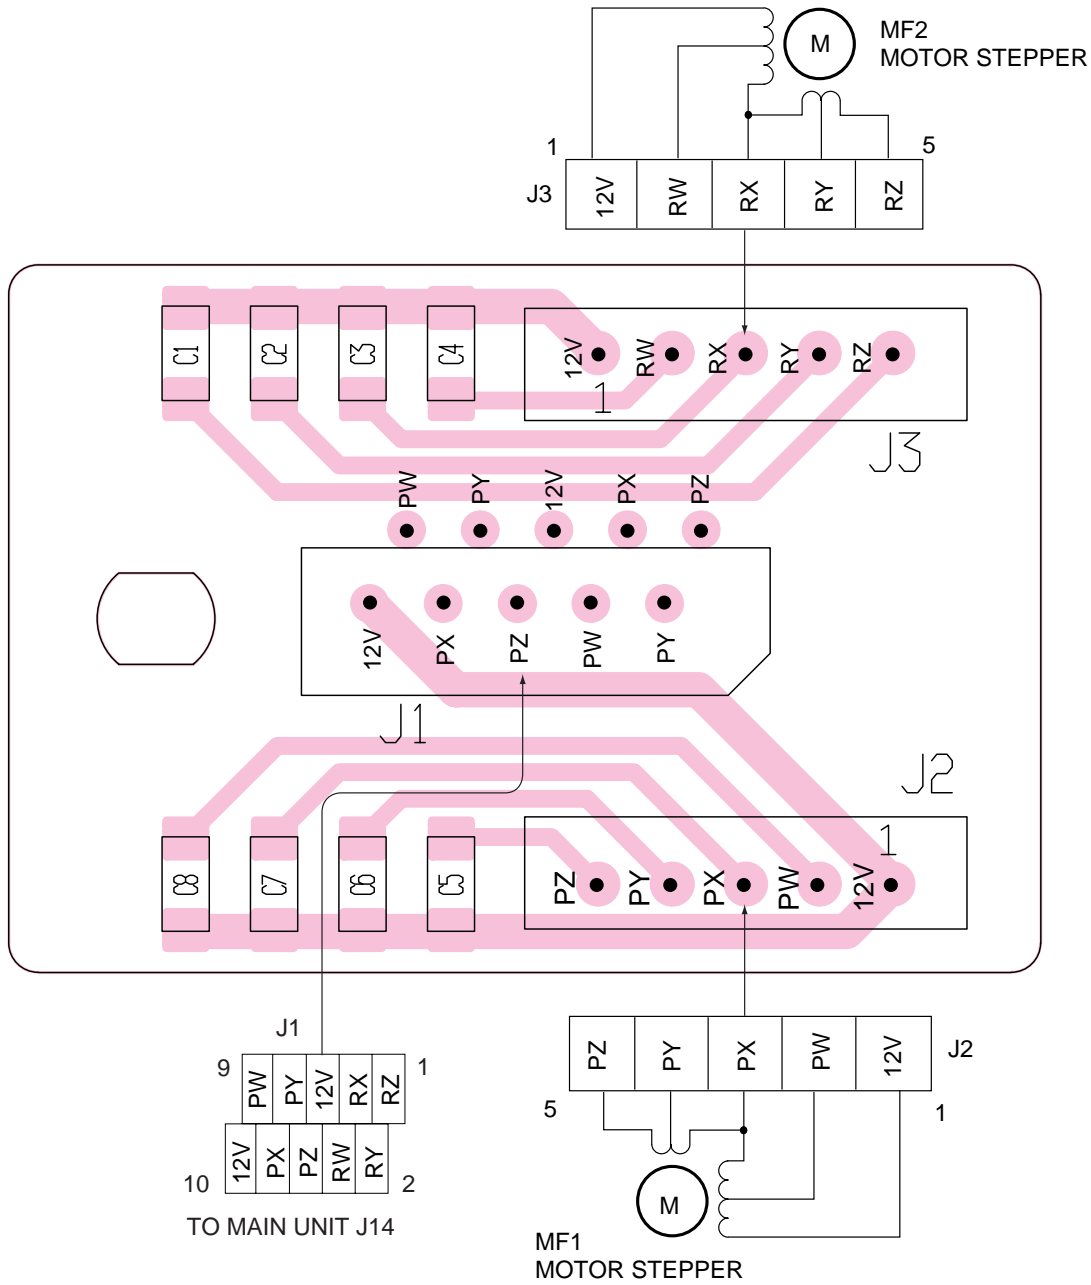 MF2
MOTOR STEPPER
M
1
5
J3
12V
RW
RX
RY
RZ
C1
C2
C3
C4
12V
RW
RX
RY
RZ
1
J3
PW
PY
12V
PX
PZ
12V
PX
PZ
PW
PY
J1
J2
1
C8
C7
C6
C5
PZ
PY
PX
PW
12V
J1
9
PW
PY
12V
RX
RZ
1
10
12V
PX
PZ
RW
RY
2
TO MAIN UNIT J14
PZ
PY
PX
PW
12V
J2
5
1
M
MF1
MOTOR STEPPER